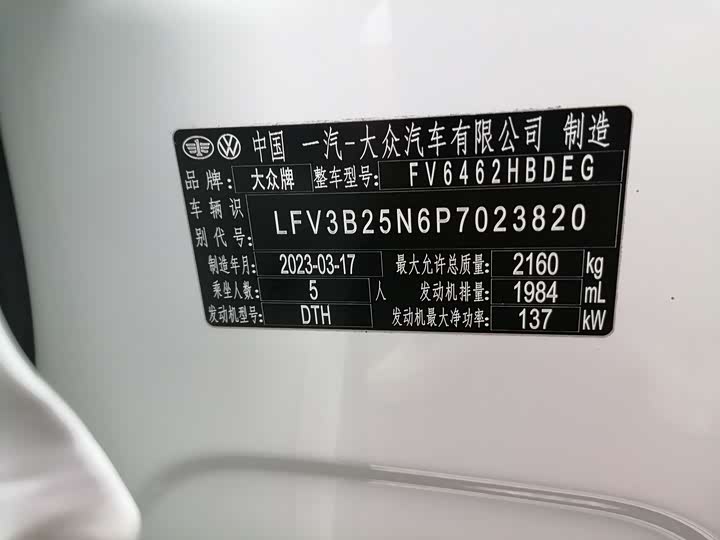 中国 一汽-大众汽车有限公司 制造
品牌: 大众牌 整车型号: FV6462HBDEG
车辆识别代号: LFV3B25N6P7023820
制造年月: 2023-03-17 最大允许总质量: 2160 kg
乘坐人数: 5 人 发动机排量: 1984 mL
发动机型号: DTH 发动机最大净功率: 137 kW